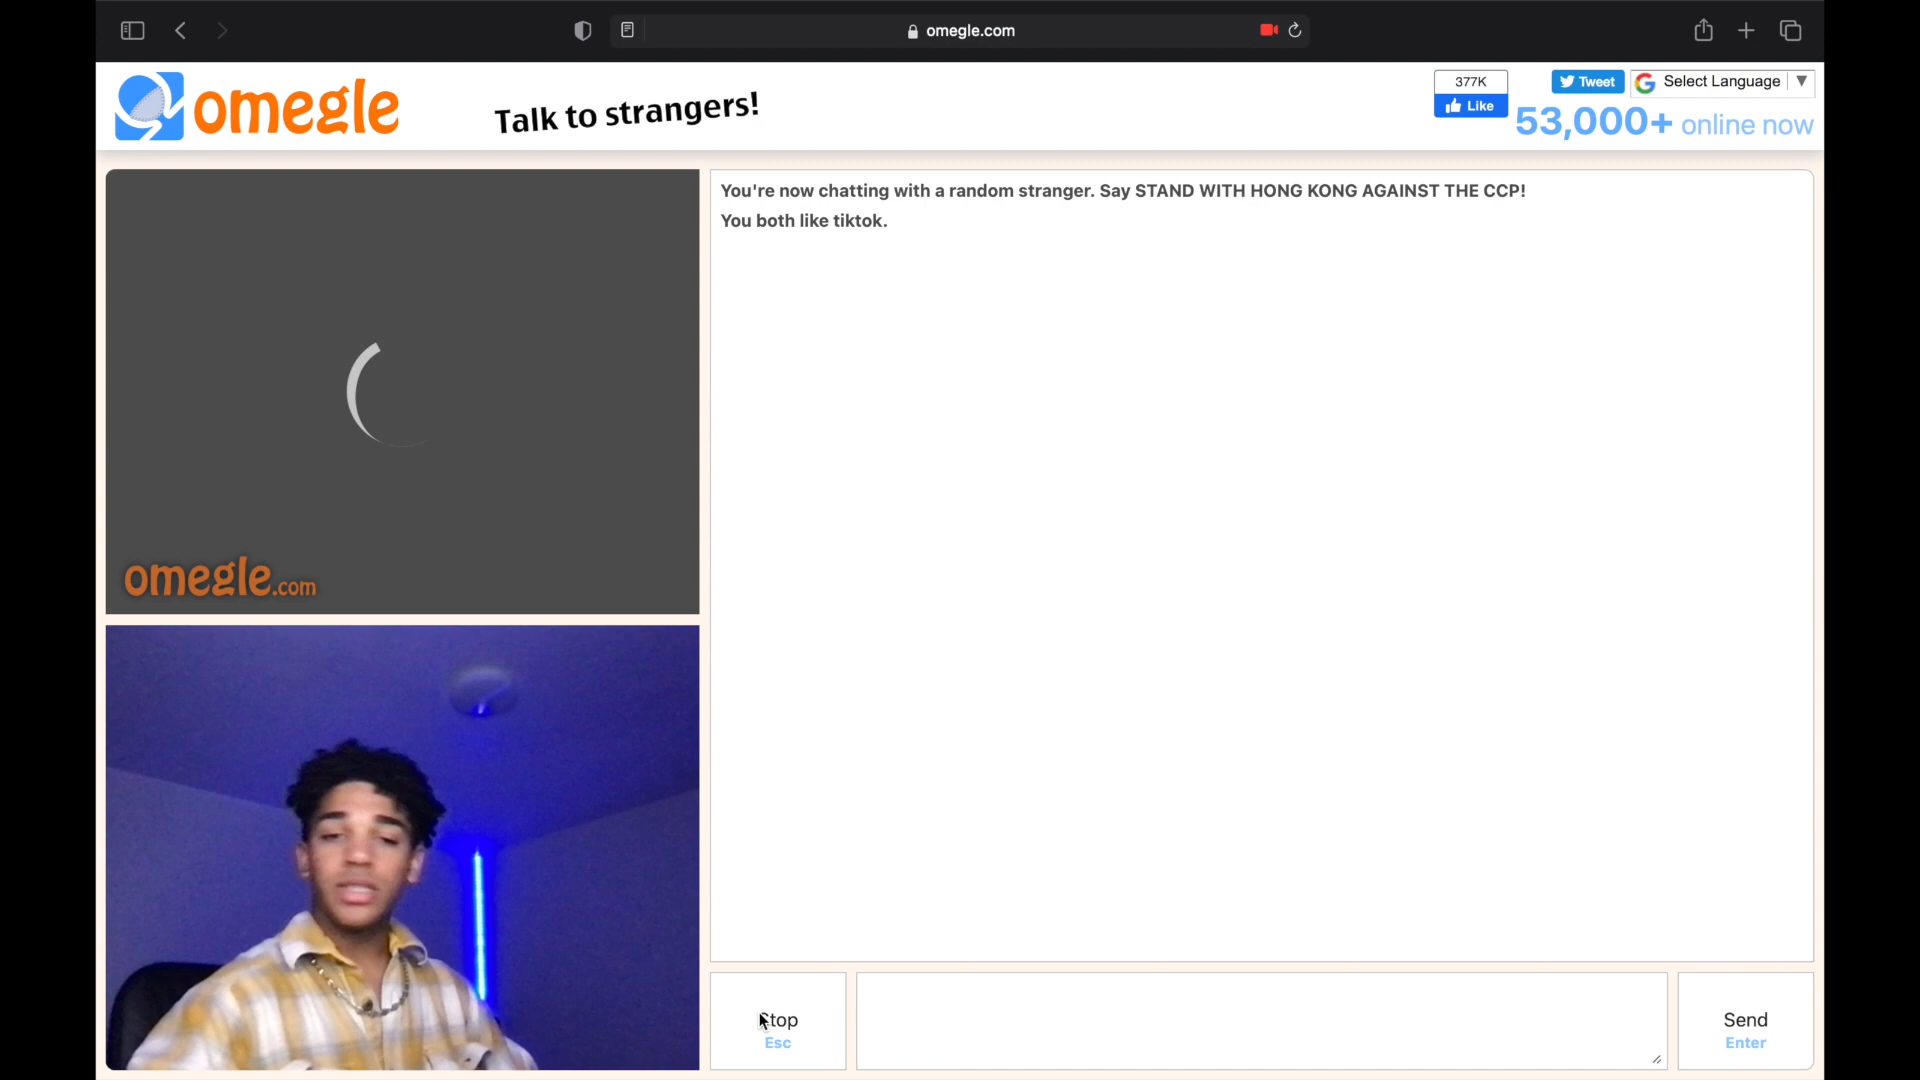 omegle.com
omegle
Talk to strangers!
377K
Like
Tweet
Select Language
53,000+ online now
You're now chatting with a random stranger. Say STAND WITH HONG KONG AGAINST THE CCP!
You both like tiktok.
omegle.com
Stop
Esc
Send
Enter